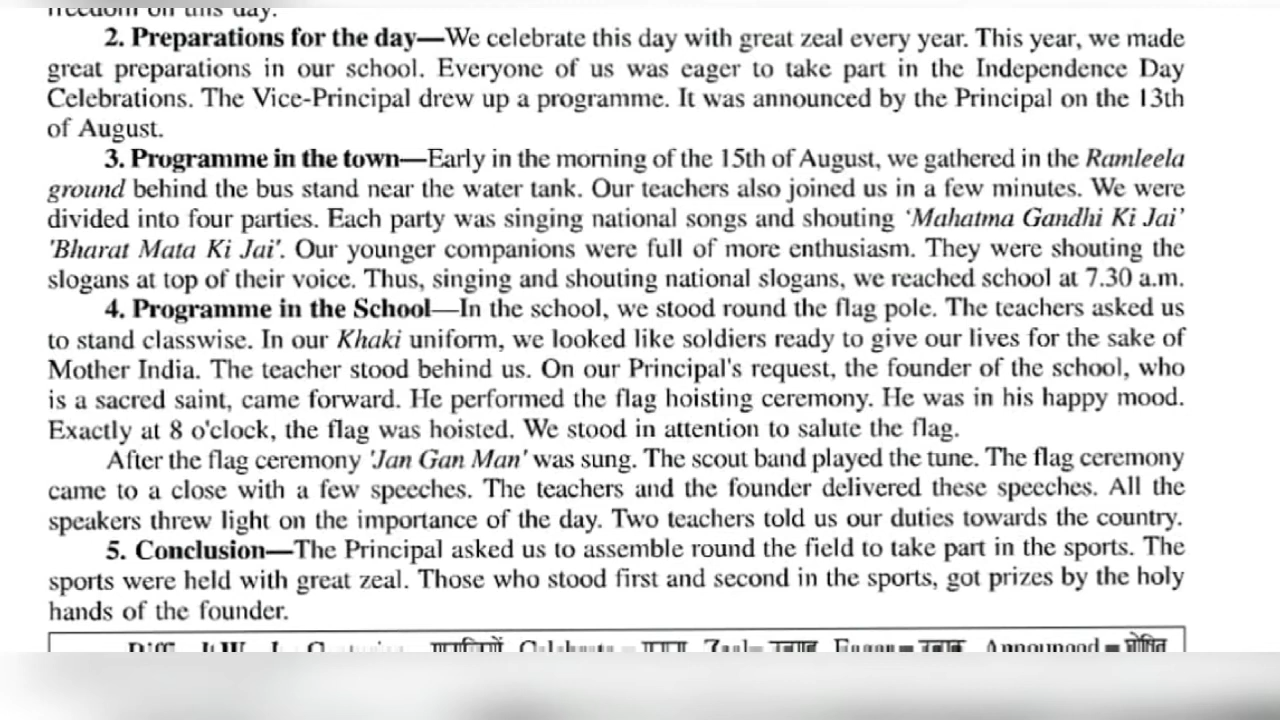 freedom on this day.
2. Preparations for the day—We celebrate this day with great zeal every year. This year, we made
great preparations in our school. Everyone of us was eager to take part in the Independence Day
Celebrations. The Vice-Principal drew up a programme. It was announced by the Principal on the 13th
of August.
3. Programme in the town—Early in the morning of the 15th of August, we gathered in the Ramleela
ground behind the bus stand near the water tank. Our teachers also joined us in a few minutes. We were
divided into four parties. Each party was singing national songs and shouting ‘Mahatma Gandhi Ki Jai’
'Bharat Mata Ki Jai'. Our younger companions were full of more enthusiasm. They were shouting the
slogans at top of their voice. Thus, singing and shouting national slogans, we reached school at 7.30 a.m.
4. Programme in the School—In the school, we stood round the flag pole. The teachers asked us
to stand classwise. In our Khaki uniform, we looked like soldiers ready to give our lives for the sake of
Mother India. The teacher stood behind us. On our Principal's request, the founder of the school, who
is a sacred saint, came forward. He performed the flag hoisting ceremony. He was in his happy mood.
Exactly at 8 o'clock, the flag was hoisted. We stood in attention to salute the flag.
After the flag ceremony 'Jan Gan Man' was sung. The scout band played the tune. The flag ceremony
came to a close with a few speeches. The teachers and the founder delivered these speeches. All the
speakers threw light on the importance of the day. Two teachers told us our duties towards the country.
5. Conclusion—The Principal asked us to assemble round the field to take part in the sports. The
sports were held with great zeal. Those who stood first and second in the sports, got prizes by the holy
hands of the founder.
Announced =